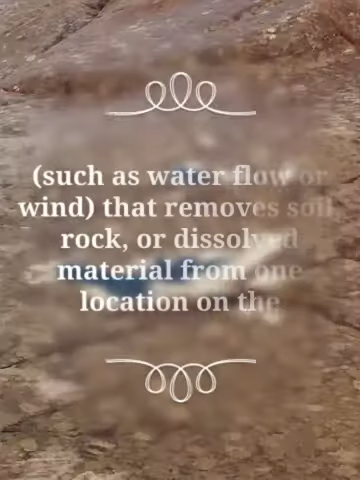 (such as water flow or
wind) that removes soil,
rock, or dissolved
material from one
location on the